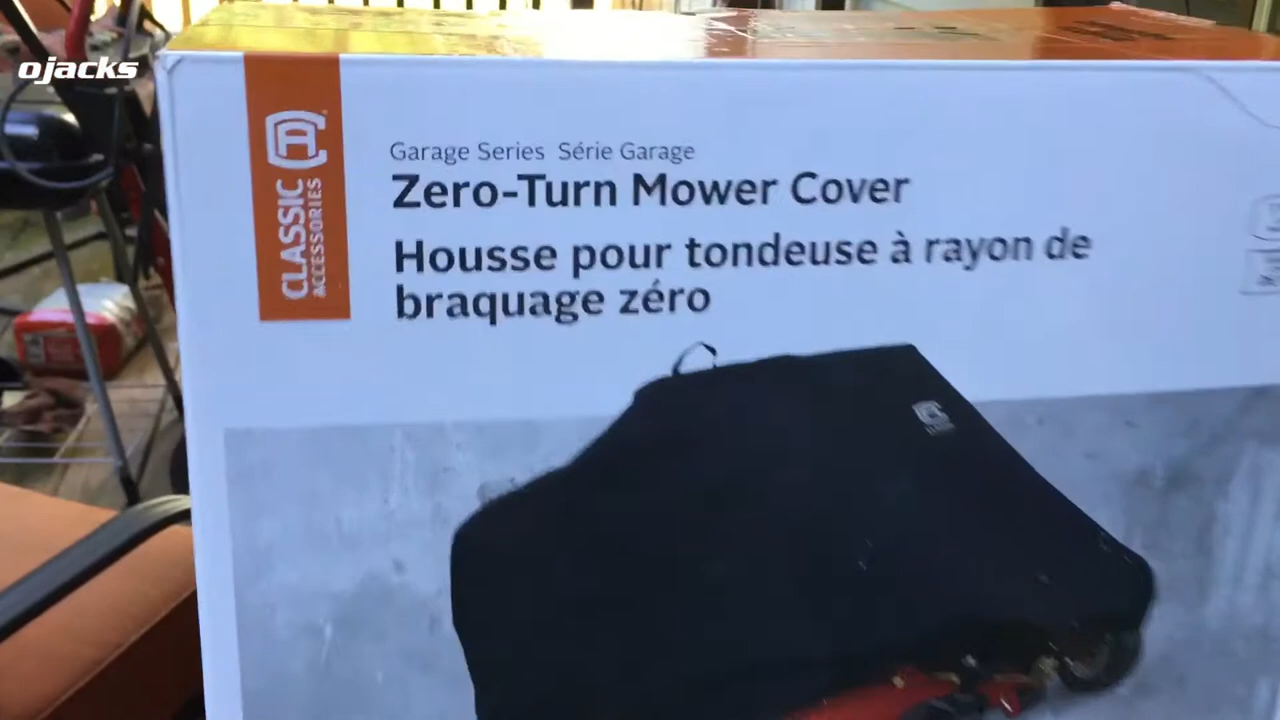 ojacks
CLASSIC
ACCESSORIES
Garage Series Série Garage
Zero-Turn Mower Cover
Housse pour tondeuse à rayon de
braquage zéro